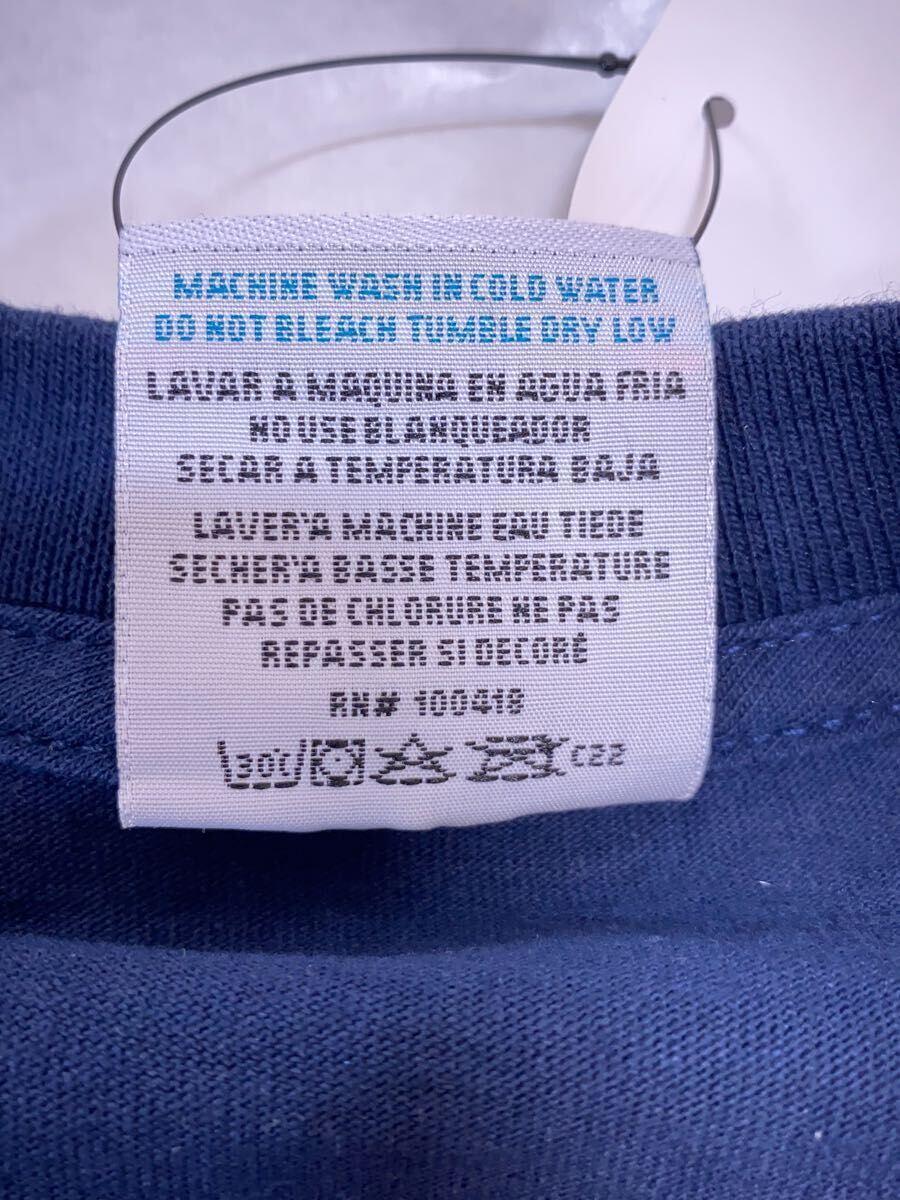 MACHINE WASH IN COLD WATER
DO NOT BLEACH TUMBLE DRY LOW
LAVAR A MAQUINA EN AGUA FRIA
NO USE BLANQUEADOR
SECAR A TEMPERATURA BAJA
LAVER'A MACHINE EAU TIEDE
SECHER'A BASSE TEMPERATURE
PAS DE CHLORURE NE PAS
REPASSER SI DECORÉ
RN# 100418
30 C22